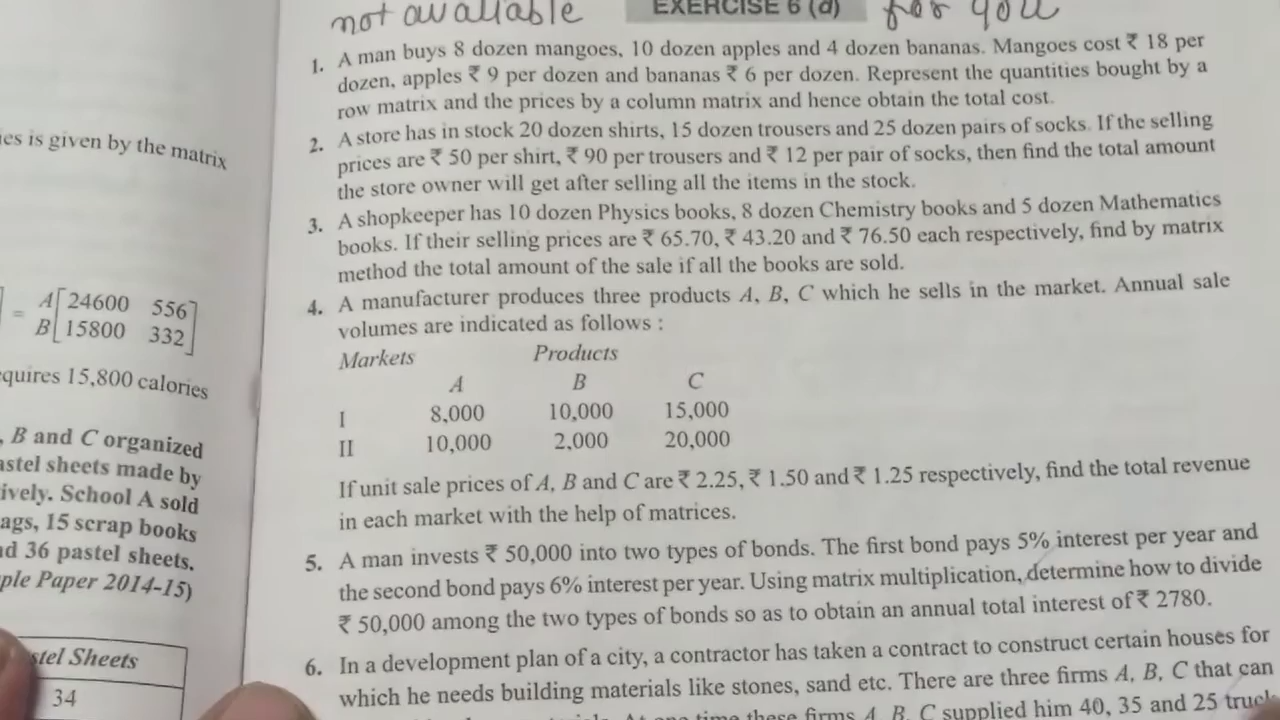 not available EXERCISE 6 (d) for you
1. A man buys 8 dozen mangoes, 10 dozen apples and 4 dozen bananas. Mangoes cost ₹ 18 per
dozen, apples ₹ 9 per dozen and bananas ₹ 6 per dozen. Represent the quantities bought by a
row matrix and the prices by a column matrix and hence obtain the total cost.
2. A store has in stock 20 dozen shirts, 15 dozen trousers and 25 dozen pairs of socks. If the selling
prices are ₹ 50 per shirt, ₹ 90 per trousers and ₹ 12 per pair of socks, then find the total amount
the store owner will get after selling all the items in the stock.
3. A shopkeeper has 10 dozen Physics books, 8 dozen Chemistry books and 5 dozen Mathematics
books. If their selling prices are ₹ 65.70, ₹ 43.20 and ₹ 76.50 each respectively, find by matrix
method the total amount of the sale if all the books are sold.
4. A manufacturer produces three products A, B, C which he sells in the market. Annual sale
volumes are indicated as follows :
Markets Products
A B C
I 8,000 10,000 15,000
II 10,000 2,000 20,000
If unit sale prices of A, B and C are ₹ 2.25, ₹ 1.50 and ₹ 1.25 respectively, find the total revenue
in each market with the help of matrices.
5. A man invests ₹ 50,000 into two types of bonds. The first bond pays 5% interest per year and
the second bond pays 6% interest per year. Using matrix multiplication, determine how to divide
₹ 50,000 among the two types of bonds so as to obtain an annual total interest of ₹ 2780.
6. In a development plan of a city, a contractor has taken a contract to construct certain houses for
which he needs building materials like stones, sand etc. There are three firms A, B, C that can
At one time these firms A, B, C supplied him 40, 35 and 25 truck
is given by the matrix
= A[24600 556]
B[15800 332]
15,800 calories
B and C organized
sheets made by
School A sold
15 scrap books
36 pastel sheets.
Paper 2014-15)
Sheets
34